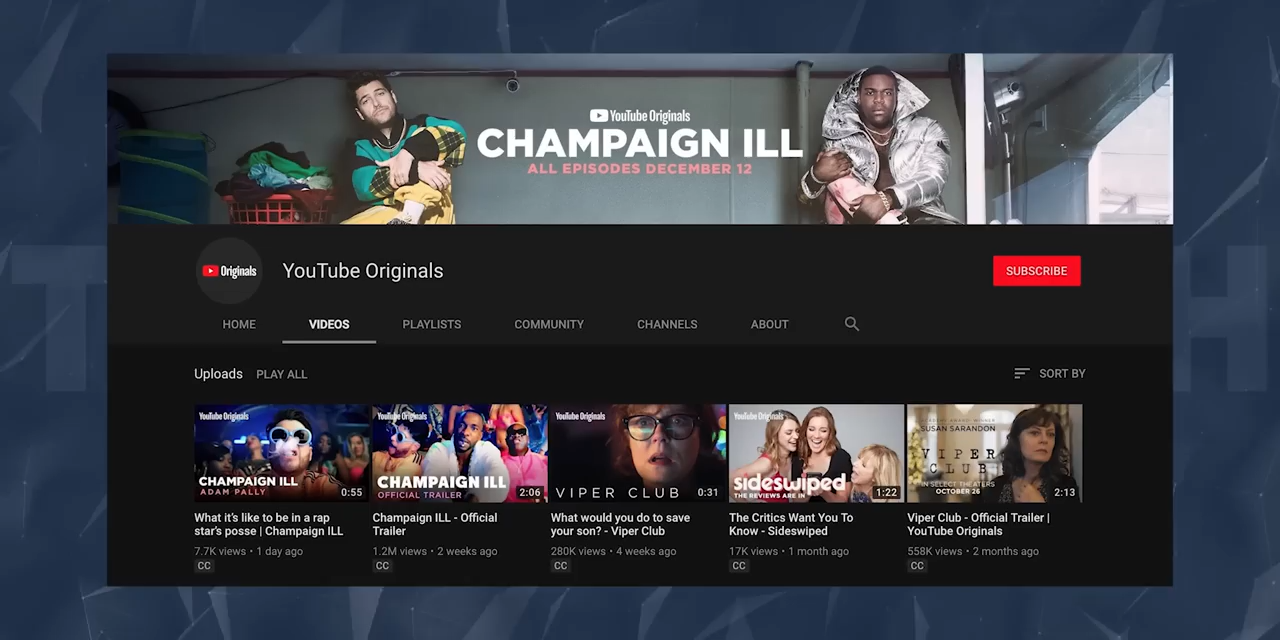 YouTube Originals
CHAMPAIGN ILL
ALL EPISODES DECEMBER 12
Originals
YouTube Originals
SUBSCRIBE
HOME
VIDEOS
PLAYLISTS
COMMUNITY
CHANNELS
ABOUT
Uploads
PLAY ALL
SORT BY
YouTube Originals
CHAMPAIGN ILL
ADAM PALLY
0:55
What it's like to be in a rap
star's posse | Champaign ILL
7.7K views • 1 day ago
CC
YouTube Originals
CHAMPAIGN ILL
OFFICIAL TRAILER
2:06
Champaign ILL - Official
Trailer
1.2M views • 2 weeks ago
CC
YouTube Originals
VIPER CLUB
0:31
What would you do to save
your son? - Viper Club
280K views • 4 weeks ago
CC
YouTube Originals
sideswiped
THE REVIEWS ARE IN
1:22
The Critics Want You To
Know - Sideswiped
17K views • 1 month ago
CC
SUSAN SARANDON
VIPER
CLUB
IN SELECT THEATERS
OCTOBER 26
2:13
Viper Club - Official Trailer |
YouTube Originals
558K views • 2 months ago
CC